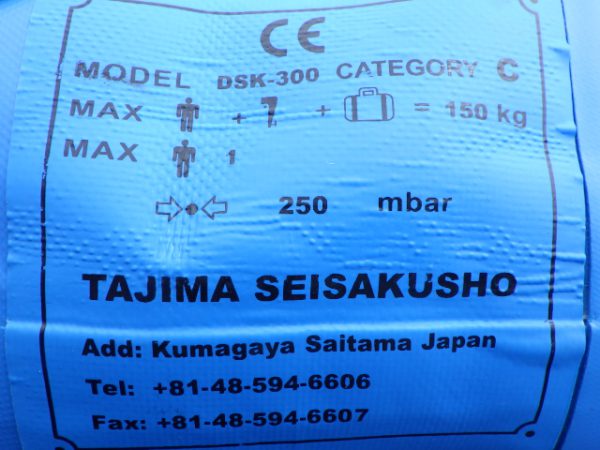 CE
MODEL DSK-300 CATEGORY C
MAX + + = 150 kg
MAX 1
250 mbar
TAJIMA SEISAKUSHO
Add: Kumagaya Saitama Japan
Tel: +81-48-594-6606
Fax: +81-48-594-6607